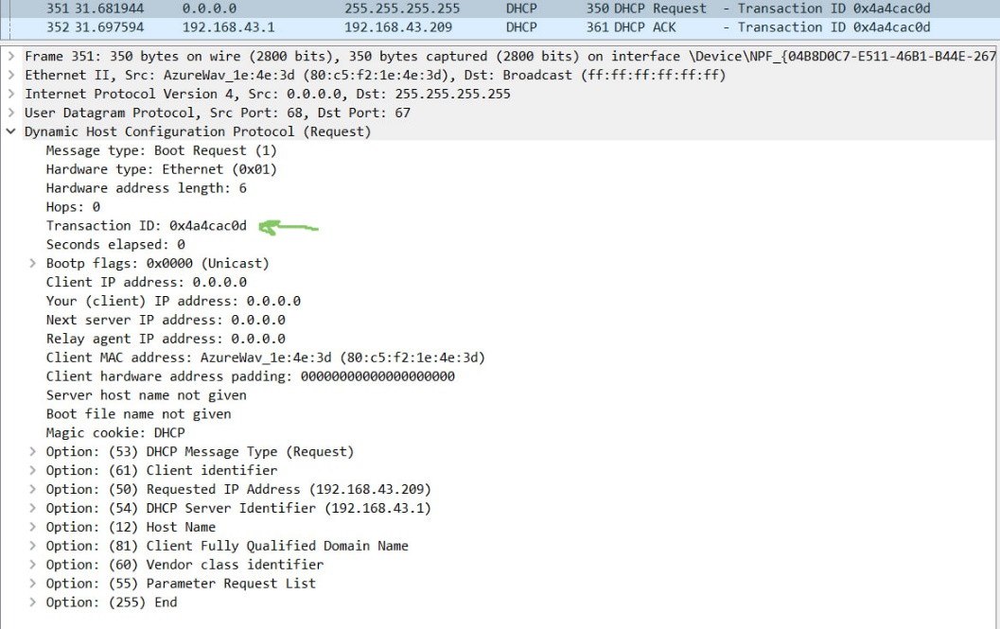 351 31.681944 0.0.0.0 255.255.255.255 DHCP 350 DHCP Request - Transaction ID 0x4a4cac0d
352 31.697594 192.168.43.1 192.168.43.209 DHCP 361 DHCP ACK - Transaction ID 0x4a4cac0d
Frame 351: 350 bytes on wire (2800 bits), 350 bytes captured (2800 bits) on interface \Device\NPF_{04B8D0C7-E511-46B1-B44E-267
Ethernet II, Src: AzureWav_1e:4e:3d (80:c5:f2:1e:4e:3d), Dst: Broadcast (ff:ff:ff:ff:ff:ff)
Internet Protocol Version 4, Src: 0.0.0.0, Dst: 255.255.255.255
User Datagram Protocol, Src Port: 68, Dst Port: 67
Dynamic Host Configuration Protocol (Request)
Message type: Boot Request (1)
Hardware type: Ethernet (0x01)
Hardware address length: 6
Hops: 0
Transaction ID: 0x4a4cac0d
Seconds elapsed: 0
Bootp flags: 0x0000 (Unicast)
Client IP address: 0.0.0.0
Your (client) IP address: 0.0.0.0
Next server IP address: 0.0.0.0
Relay agent IP address: 0.0.0.0
Client MAC address: AzureWav_1e:4e:3d (80:c5:f2:1e:4e:3d)
Client hardware address padding: 00000000000000000000
Server host name not given
Boot file name not given
Magic cookie: DHCP
Option: (53) DHCP Message Type (Request)
Option: (61) Client identifier
Option: (50) Requested IP Address (192.168.43.209)
Option: (54) DHCP Server Identifier (192.168.43.1)
Option: (12) Host Name
Option: (81) Client Fully Qualified Domain Name
Option: (60) Vendor class identifier
Option: (55) Parameter Request List
Option: (255) End